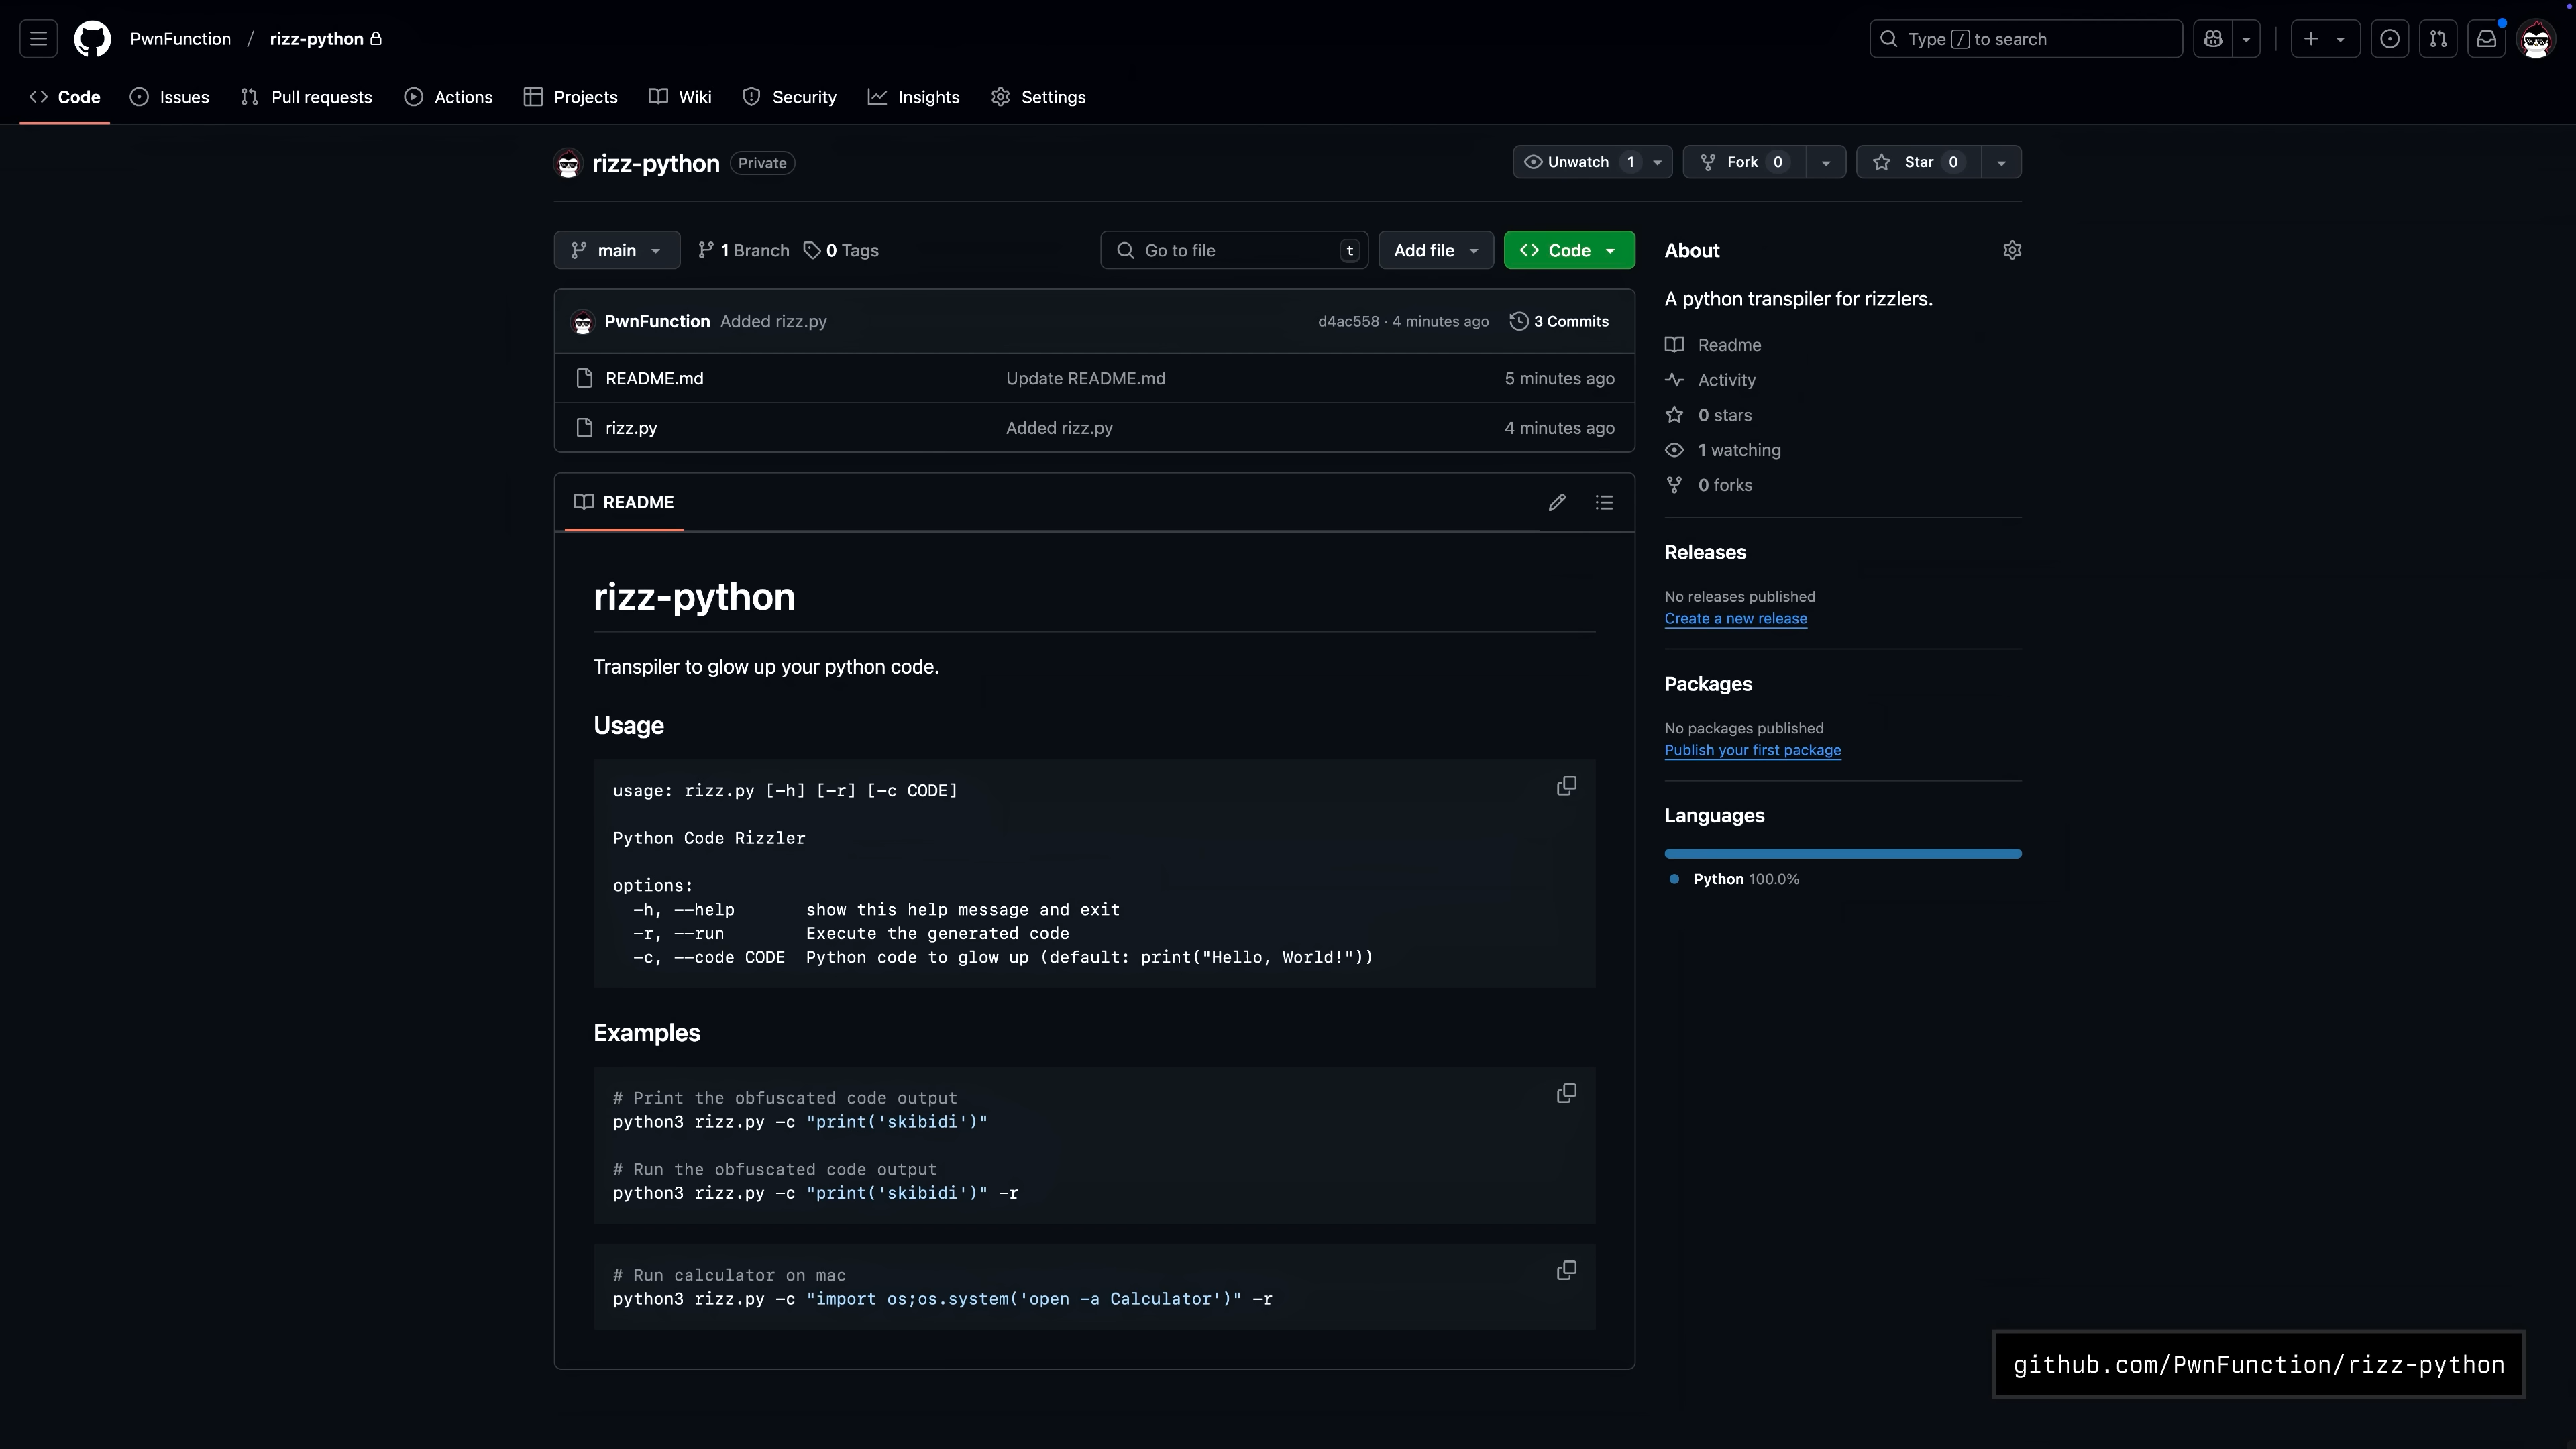 PwnFunction / rizz-python
Type / to search
Code Issues Pull requests Actions Projects Wiki Security Insights Settings
rizz-python Private
Unwatch 1 Fork 0 Star 0
main 1 Branch 0 Tags Go to file t Add file Code
PwnFunction Added rizz.py d4ac558 · 4 minutes ago 3 Commits
README.md Update README.md 5 minutes ago
rizz.py Added rizz.py 4 minutes ago
README
rizz-python
Transpiler to glow up your python code.
Usage
usage: rizz.py [-h] [-r] [-c CODE]
Python Code Rizzler
options:
-h, --help show this help message and exit
-r, --run Execute the generated code
-c, --code CODE Python code to glow up (default: print("Hello, World!"))
Examples
# Print the obfuscated code output
python3 rizz.py -c "print('skibidi')"
# Run the obfuscated code output
python3 rizz.py -c "print('skibidi')" -r
# Run calculator on mac
python3 rizz.py -c "import os;os.system('open -a Calculator')" -r
About
A python transpiler for rizzlers.
Readme
Activity
0 stars
1 watching
0 forks
Releases
No releases published
Create a new release
Packages
No packages published
Publish your first package
Languages
Python 100.0%
github.com/PwnFunction/rizz-python